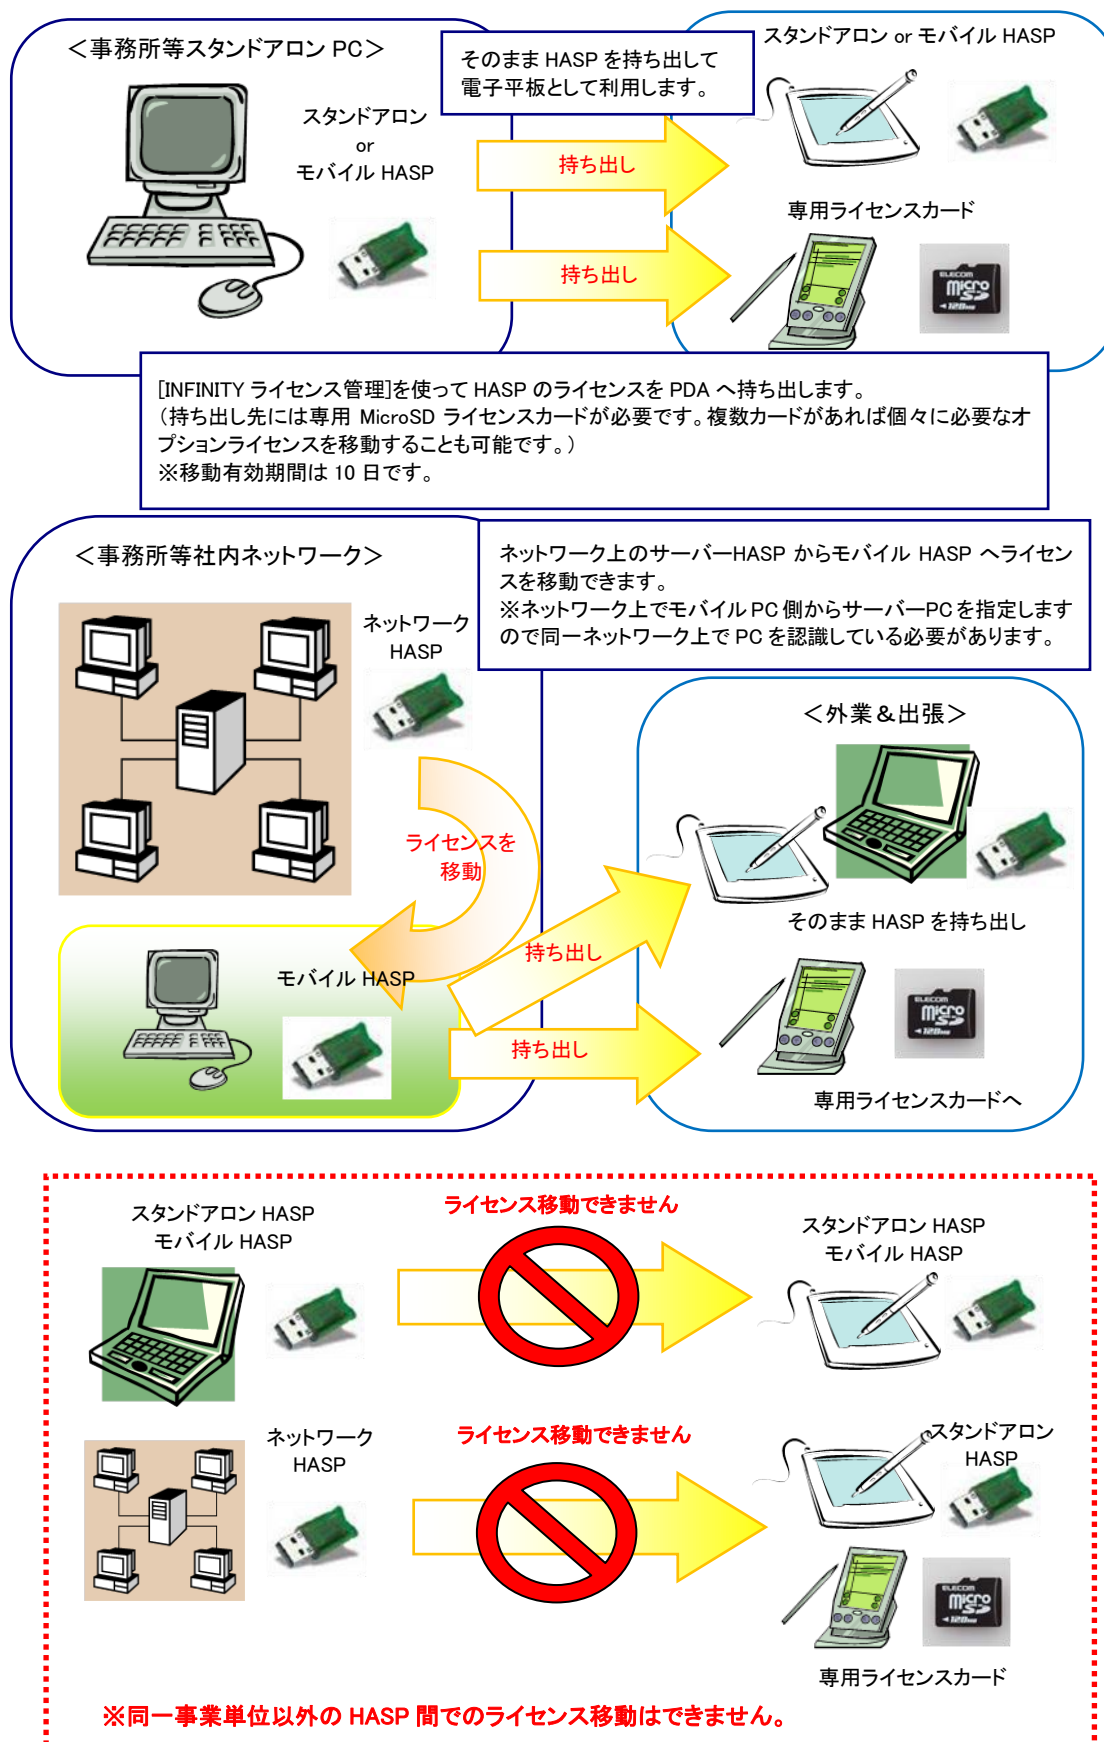 ＜事務所等スタンドアロン PC＞
そのまま HASP を持ち出して
電子平板として利用します。
スタンドアロン or モバイル HASP
スタンドアロン
or
モバイル HASP
持ち出し
専用ライセンスカード
持ち出し
ELECOM
Micro
SD
128MB
[INFINITY ライセンス管理]を使って HASP のライセンスを PDA へ持ち出します。
（持ち出し先には専用 MicroSD ライセンスカードが必要です。複数カードがあれば個々に必要なオ
プションライセンスを移動することも可能です。）
※移動有効期間は 10 日です。
＜事務所等社内ネットワーク＞
ネットワーク上のサーバーHASP からモバイル HASP へライセン
スを移動できます。
※ネットワーク上でモバイル PC 側からサーバーPC を指定します
ので同一ネットワーク上で PC を認識している必要があります。
ネットワーク
HASP
＜外業＆出張＞
ライセンスを
移動
そのまま HASP を持ち出し
持ち出し
モバイル HASP
ELECOM
Micro
SD
128MB
持ち出し
専用ライセンスカードへ
ライセンス移動できません
スタンドアロン HASP
モバイル HASP
スタンドアロン HASP
モバイル HASP
ライセンス移動できません
ネットワーク
HASP
スタンドアロン
HASP
ELECOM
Micro
SD
128MB
専用ライセンスカード
※同一事業単位以外の HASP 間でのライセンス移動はできません。